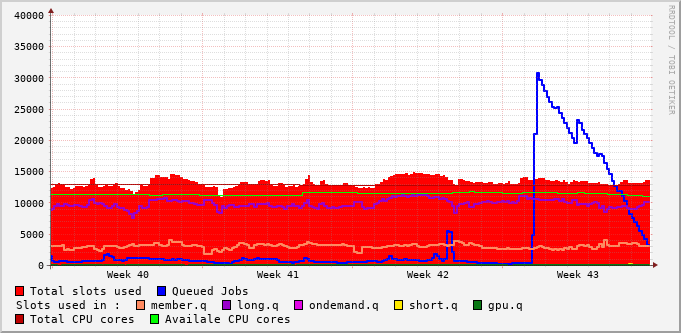 40000
35000
30000
25000
20000
15000
10000
5000
0
Week 40 Week 41 Week 42 Week 43
RRDTOOL / TOBI OETIKER
Total slots used Queued Jobs
Slots used in : member.q long.q ondemand.q short.q gpu.q
Total CPU cores Availale CPU cores